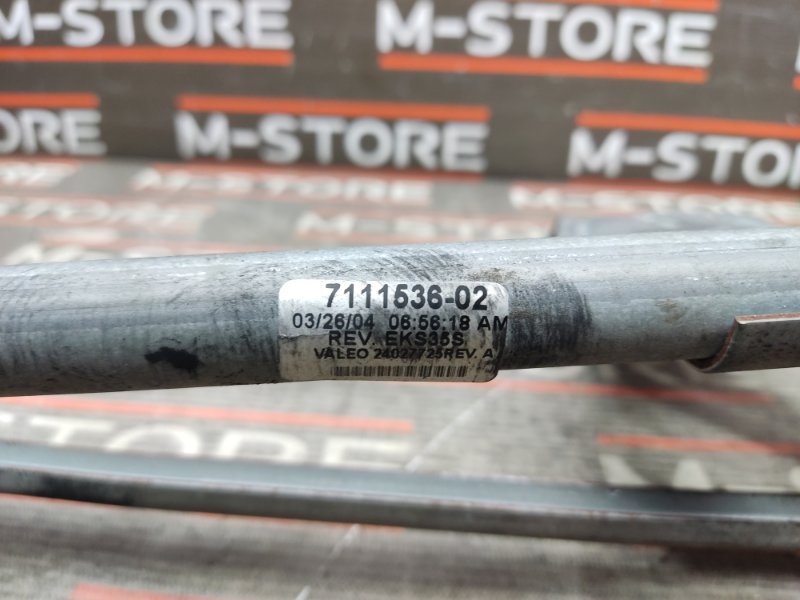 M-STORE
M-STORE
M-STORE
M-STORE
M-STORE
7111536-02
03/26/04 06:56:18 AM
REV. EKS35S
VALEO 24027725REV. A